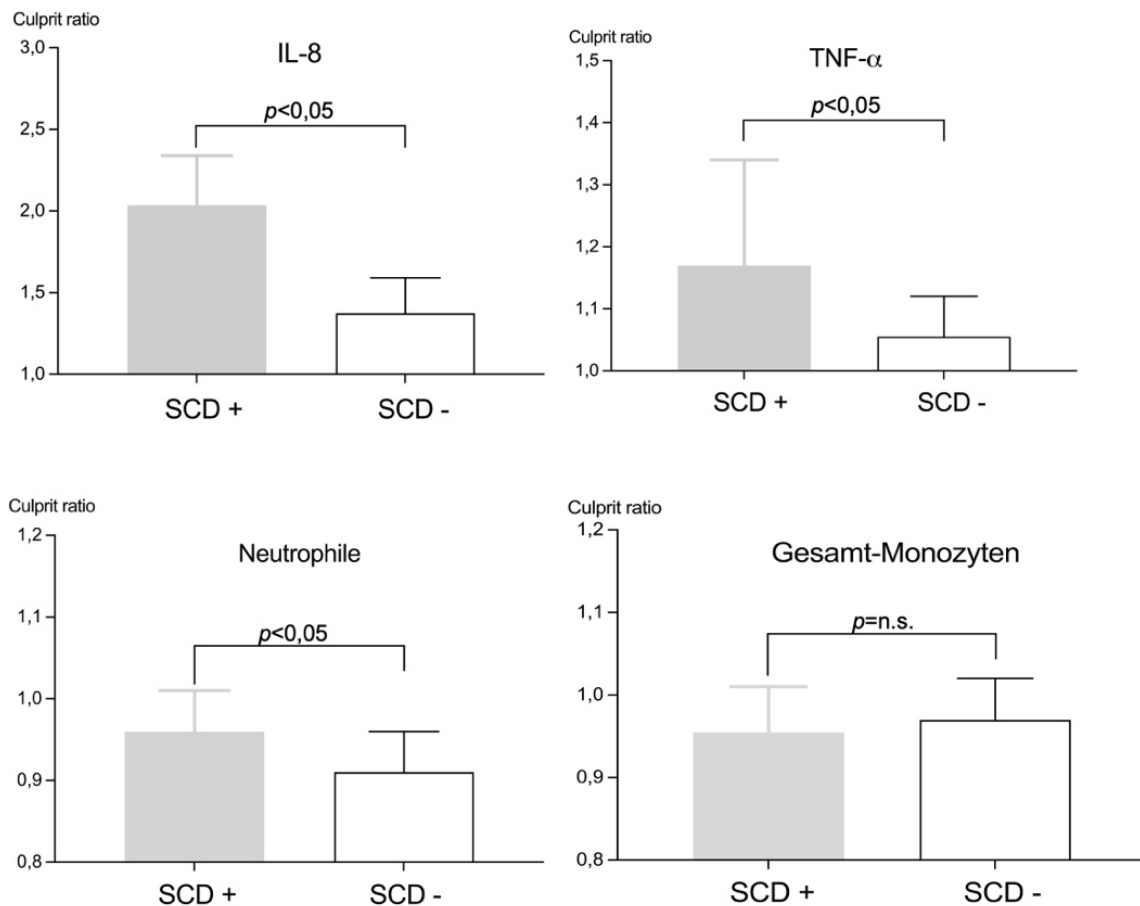 Culprit ratio
IL-8
3,0
2,5
2,0
1,5
1,0
p<0,05
SCD +
SCD -
Culprit ratio
TNF-α
1,5
1,4
1,3
1,2
1,1
1,0
p<0,05
SCD +
SCD -
Culprit ratio
Neutrophile
1,2
1,1
1,0
0,9
0,8
p<0,05
SCD +
SCD -
Culprit ratio
Gesamt-Monozyten
1,2
1,1
1,0
0,9
0,8
p=n.s.
SCD +
SCD -